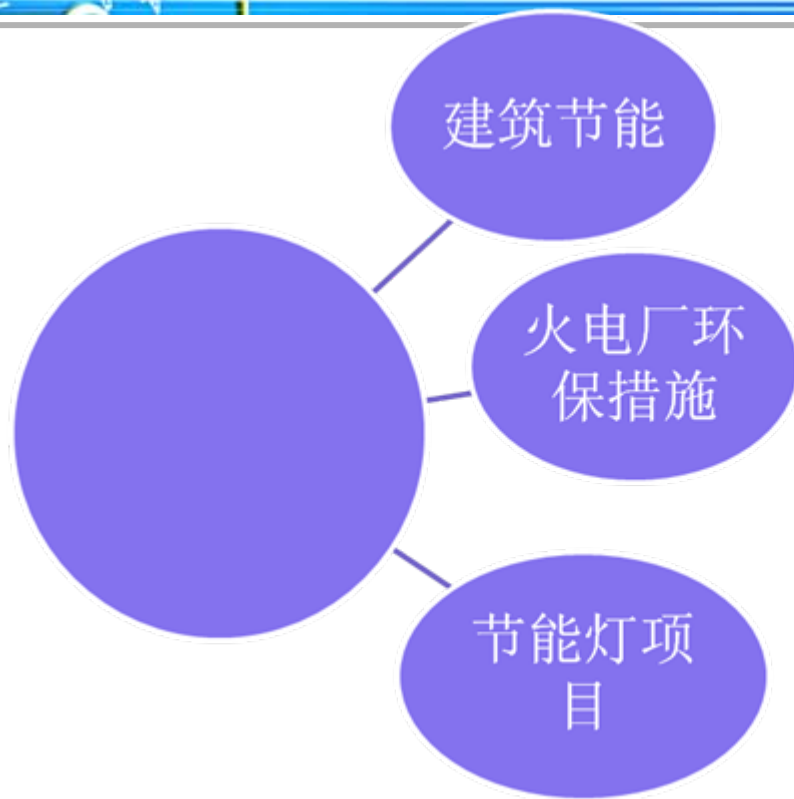 建筑节能
火电厂环
保措施
节能灯项
目